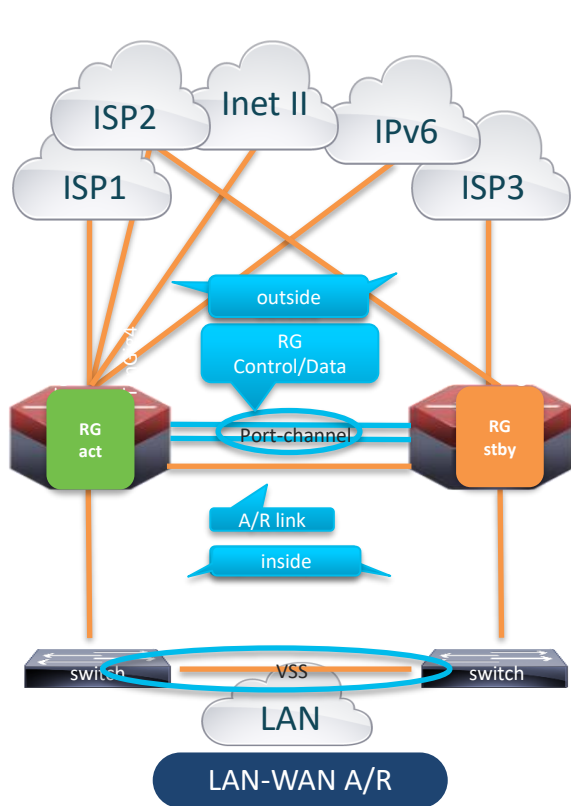 ISP2
Inet II
IPv6
ISP1
ISP3
outside
RG
Control/Data
RG
act
Port-channel
RG
stby
A/R link
inside
switch
VSS
switch
LAN
LAN-WAN A/R